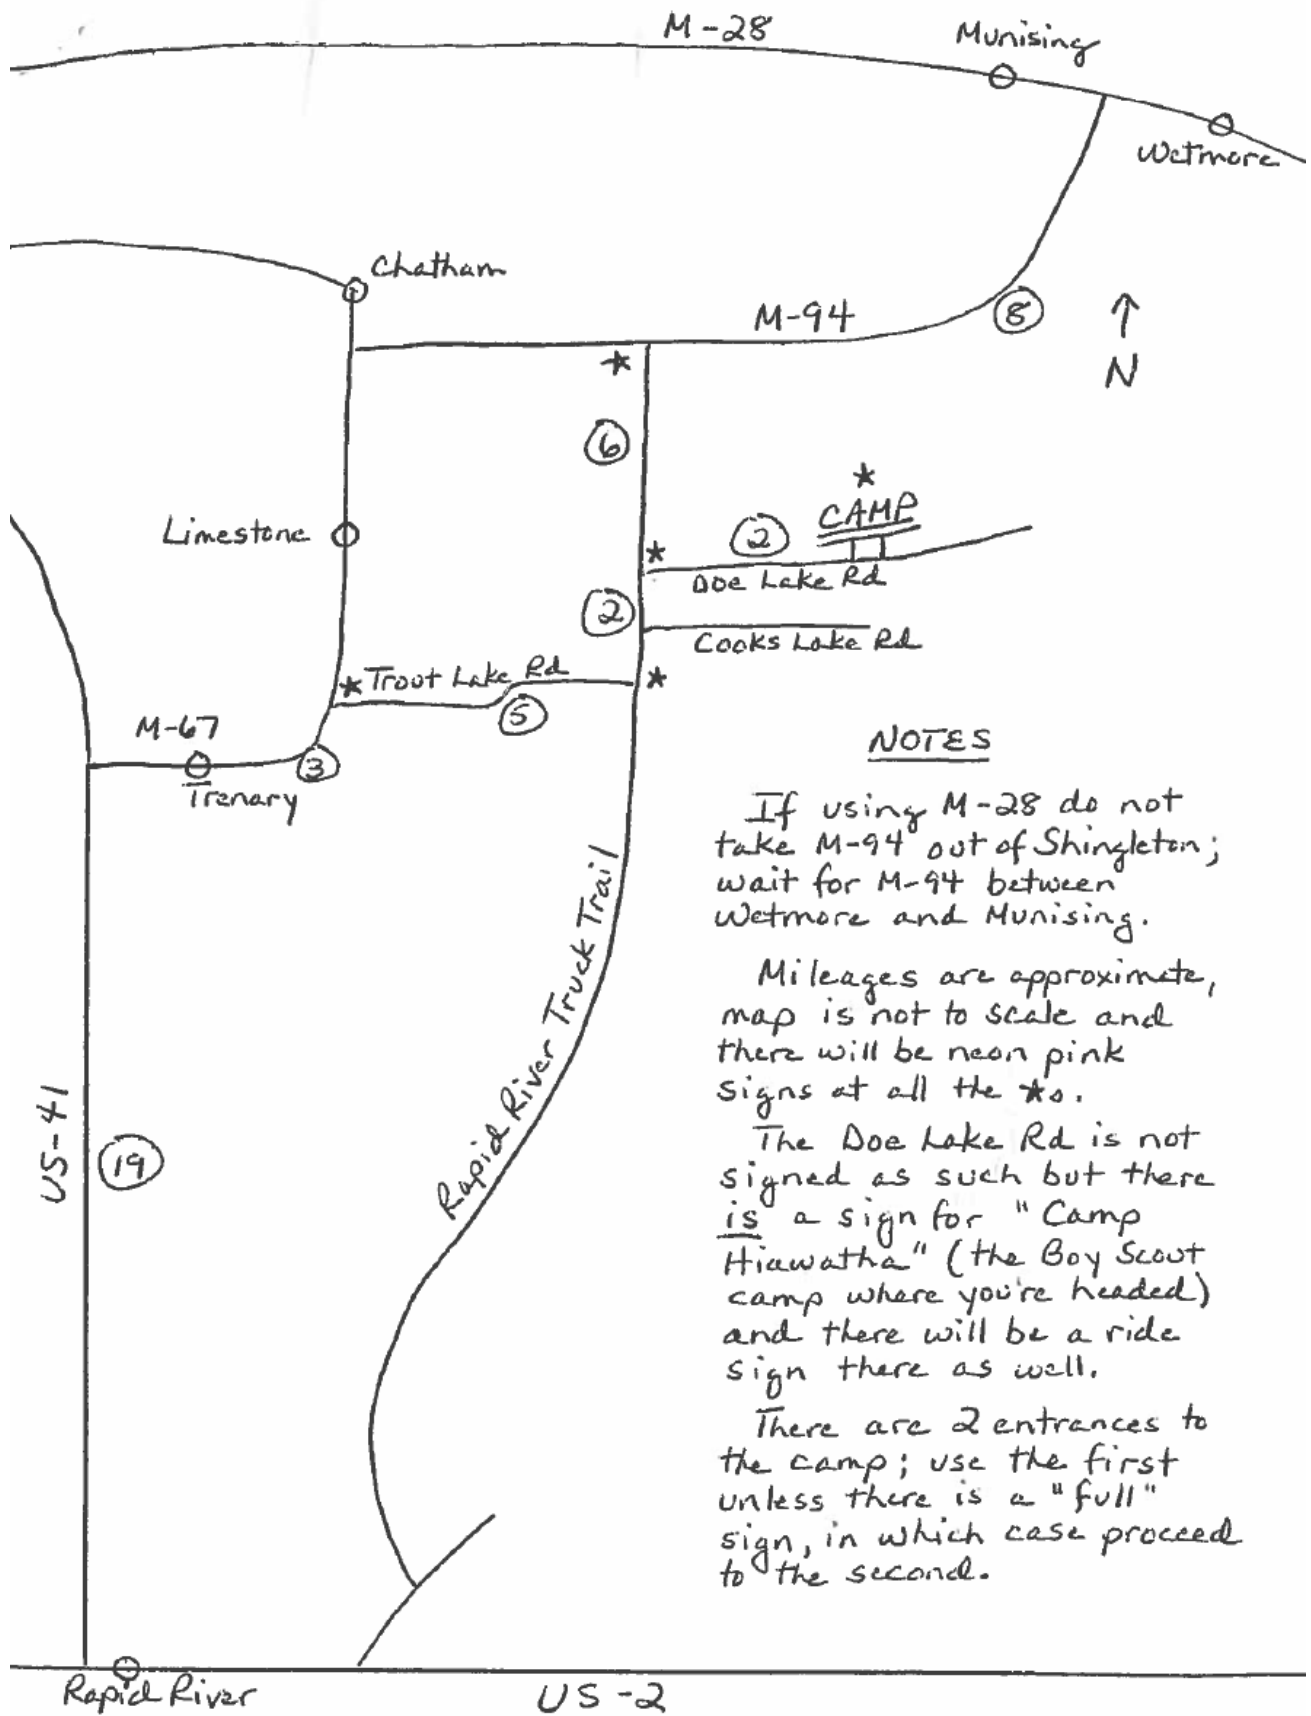 M-28
Munising
Wetmore
Chatham
M-94
8
N
6
Limestone
2
CAMP
Doe Lake Rd
2
Cooks Lake Rd
Trout Lake Rd
5
M-67
3
Trenary
NOTES
If using M-28 do not
take M-94 out of Shingleton;
wait for M-94 between
Wetmore and Munising.
Mileages are approximate,
map is not to scale and
there will be neon pink
signs at all the *s.
The Doe Lake Rd is not
signed as such but there
is a sign for "Camp
Hiawatha" (the Boy Scout
camp where you're headed)
and there will be a ride
sign there as well.
There are 2 entrances to
the camp; use the first
unless there is a "full"
sign, in which case proceed
to the second.
Rapid River Truck Trail
US-41
19
Rapid River
US-2